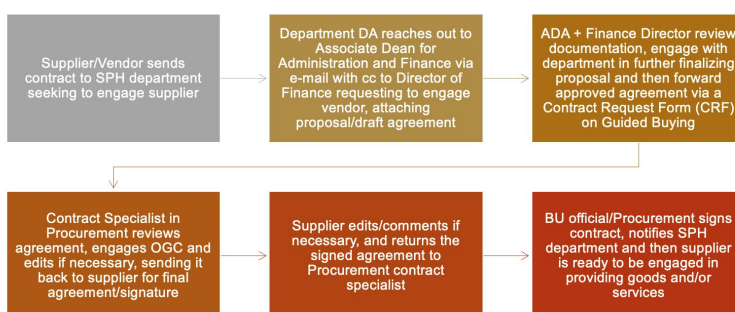 Supplier/Vendor sends
contract to SPH department
seeking to engage supplier
Department DA reaches out to
Associate Dean for
Administration and Finance via
e-mail with cc to Director of
Finance requesting to engage
vendor, attaching
proposal/draft agreement
ADA + Finance Director review
documentation, engage with
department in further finalizing
proposal and then forward
approved agreement via a
Contract Request Form (CRF)
on Guided Buying
Contract Specialist in
Procurement reviews
agreement, engages OGC and
edits if necessary, sending it
back to supplier for final
agreement/signature
Supplier edits/comments if
necessary, and returns the
signed agreement to
Procurement contract
specialist
BU official/Procurement signs
contract, notifies SPH
department and then supplier
is ready to be engaged in
providing goods and/or
services